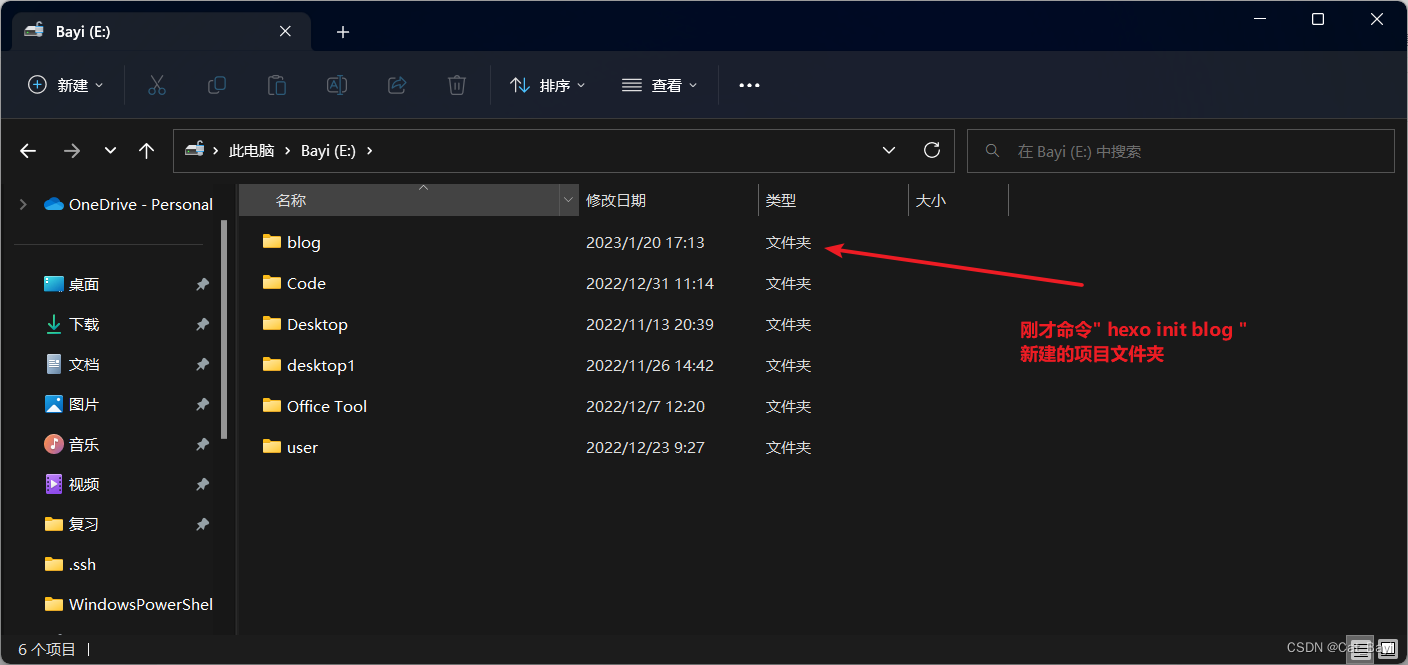 Bayi (E:)
新建
排序
查看
此电脑 Bayi (E:)
在 Bayi (E:) 中搜索
OneDrive - Personal
桌面
下载
文档
图片
音乐
视频
复习
.ssh
WindowsPowerShel
名称 修改日期 类型 大小
blog 2023/1/20 17:13 文件夹
Code 2022/12/31 11:14 文件夹
Desktop 2022/11/13 20:39 文件夹
desktop1 2022/11/26 14:42 文件夹
Office Tool 2022/12/7 12:20 文件夹
user 2022/12/23 9:27 文件夹
刚才命令" hexo init blog "
新建的项目文件夹
6 个项目
CSDN